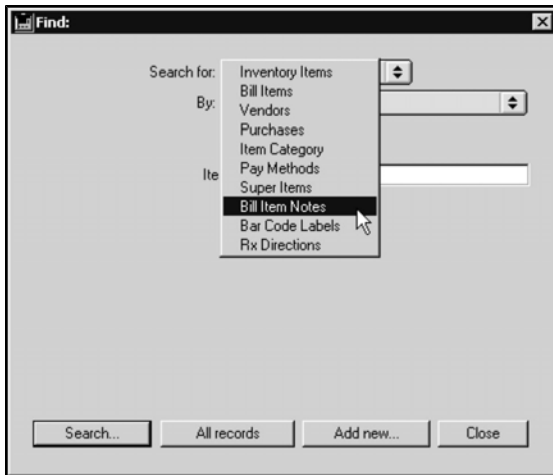 Find:
Search for:
Inventory Items
Bill Items
By:
Vendors
Purchases
Item Category
Ite
Pay Methods
Super Items
Bill Item Notes
Bar Code Labels
Rx Directions
Search...
All records
Add new...
Close